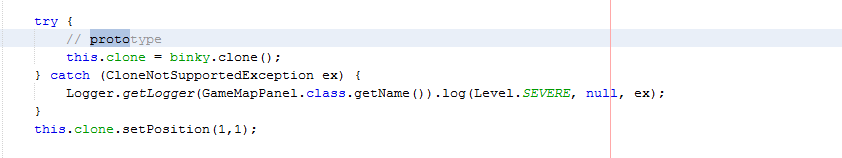 try {
// prototype
this.clone = binky.clone();
} catch (CloneNotSupportedException ex) {
Logger.getLogger(GameMapPanel.class.getName()).log(Level.SEVERE, null, ex);
}
this.clone.setPosition(1,1);